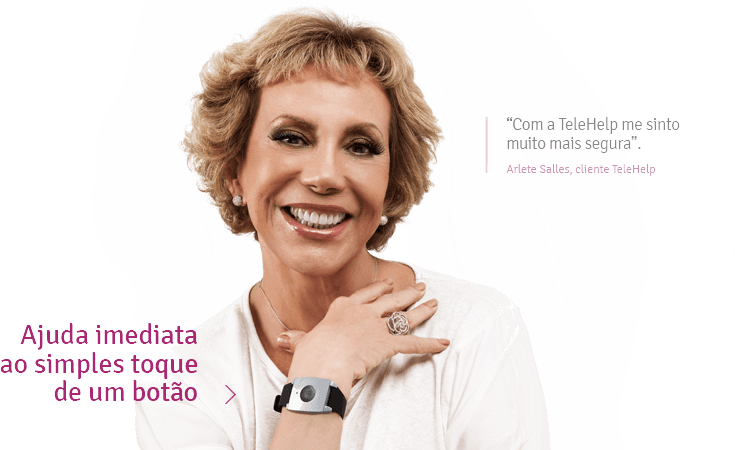 “Com a TeleHelp me sinto
muito mais segura”.
Arlete Salles, cliente TeleHelp
Ajuda imediata
ao simples toque
de um botão